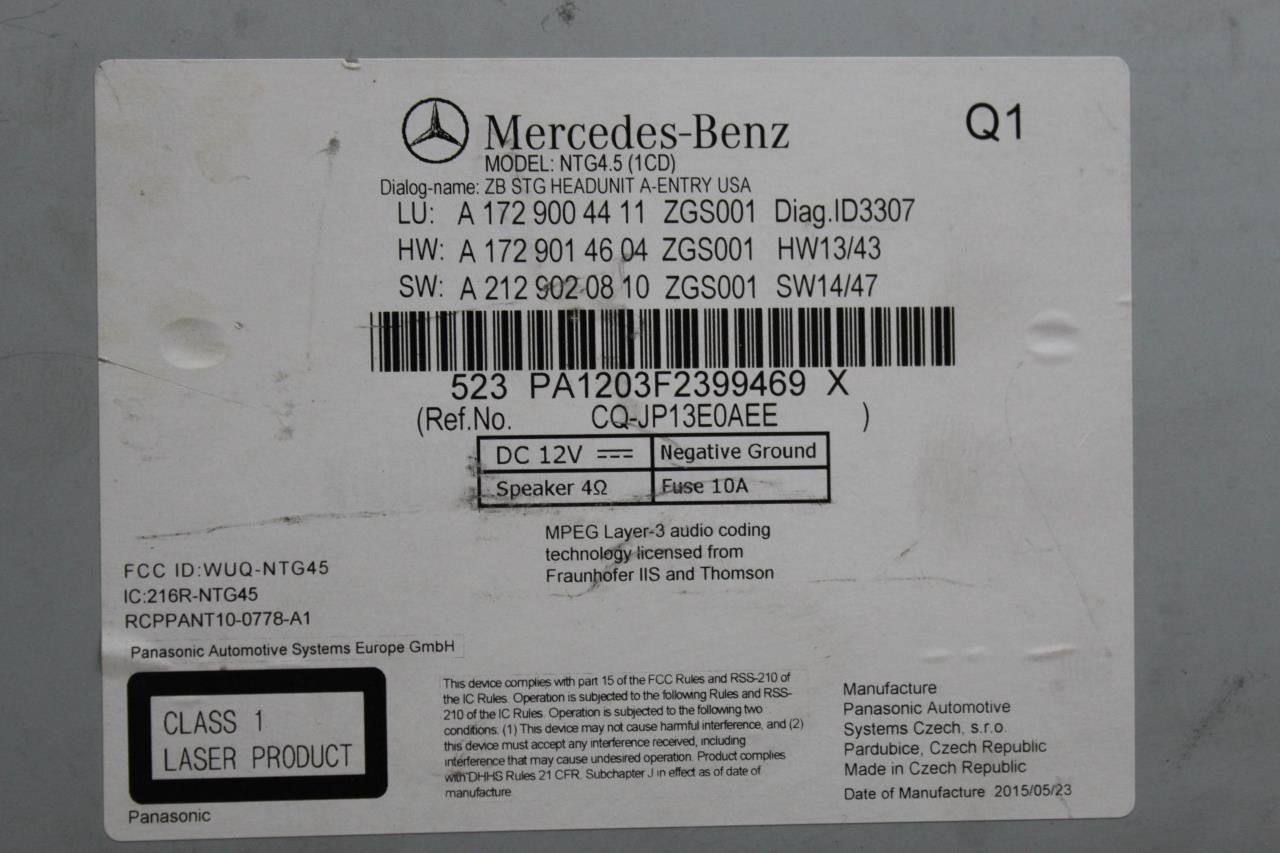 Mercedes-Benz
Q1
MODEL: NTG4.5 (1CD)
Dialog-name: ZB STG HEADUNIT A-ENTRY USA
LU: A 172 900 44 11 ZGS001 Diag.ID3307
HW: A 172 901 46 04 ZGS001 HW13/43
SW: A 212 902 08 10 ZGS001 SW14/47
523 PA1203F2399469 X
(Ref.No. CQ-JP13E0AEE )
DC 12V Negative Ground
Speaker 4Ω Fuse 10A
MPEG Layer-3 audio coding
technology licensed from
Fraunhofer IIS and Thomson
FCC ID:WUQ-NTG45
IC:216R-NTG45
RCPPANT10-0778-A1
Panasonic Automotive Systems Europe GmbH
CLASS 1
LASER PRODUCT
Panasonic
This device complies with part 15 of the FCC Rules and RSS-210 of
the IC Rules. Operation is subjected to the following Rules and RSS-
210 of the IC Rules. Operation is subjected to the following two
conditions: (1) This device may not cause harmful interference, and (2)
this device must accept any interference received, including
interference that may cause undesired operation. Product complies
with DHHS Rules 21 CFR. Subchapter J in effect as of date of
manufacture.
Manufacture
Panasonic Automotive
Systems Czech, s.r.o.
Pardubice, Czech Republic
Made in Czech Republic
Date of Manufacture 2015/05/23